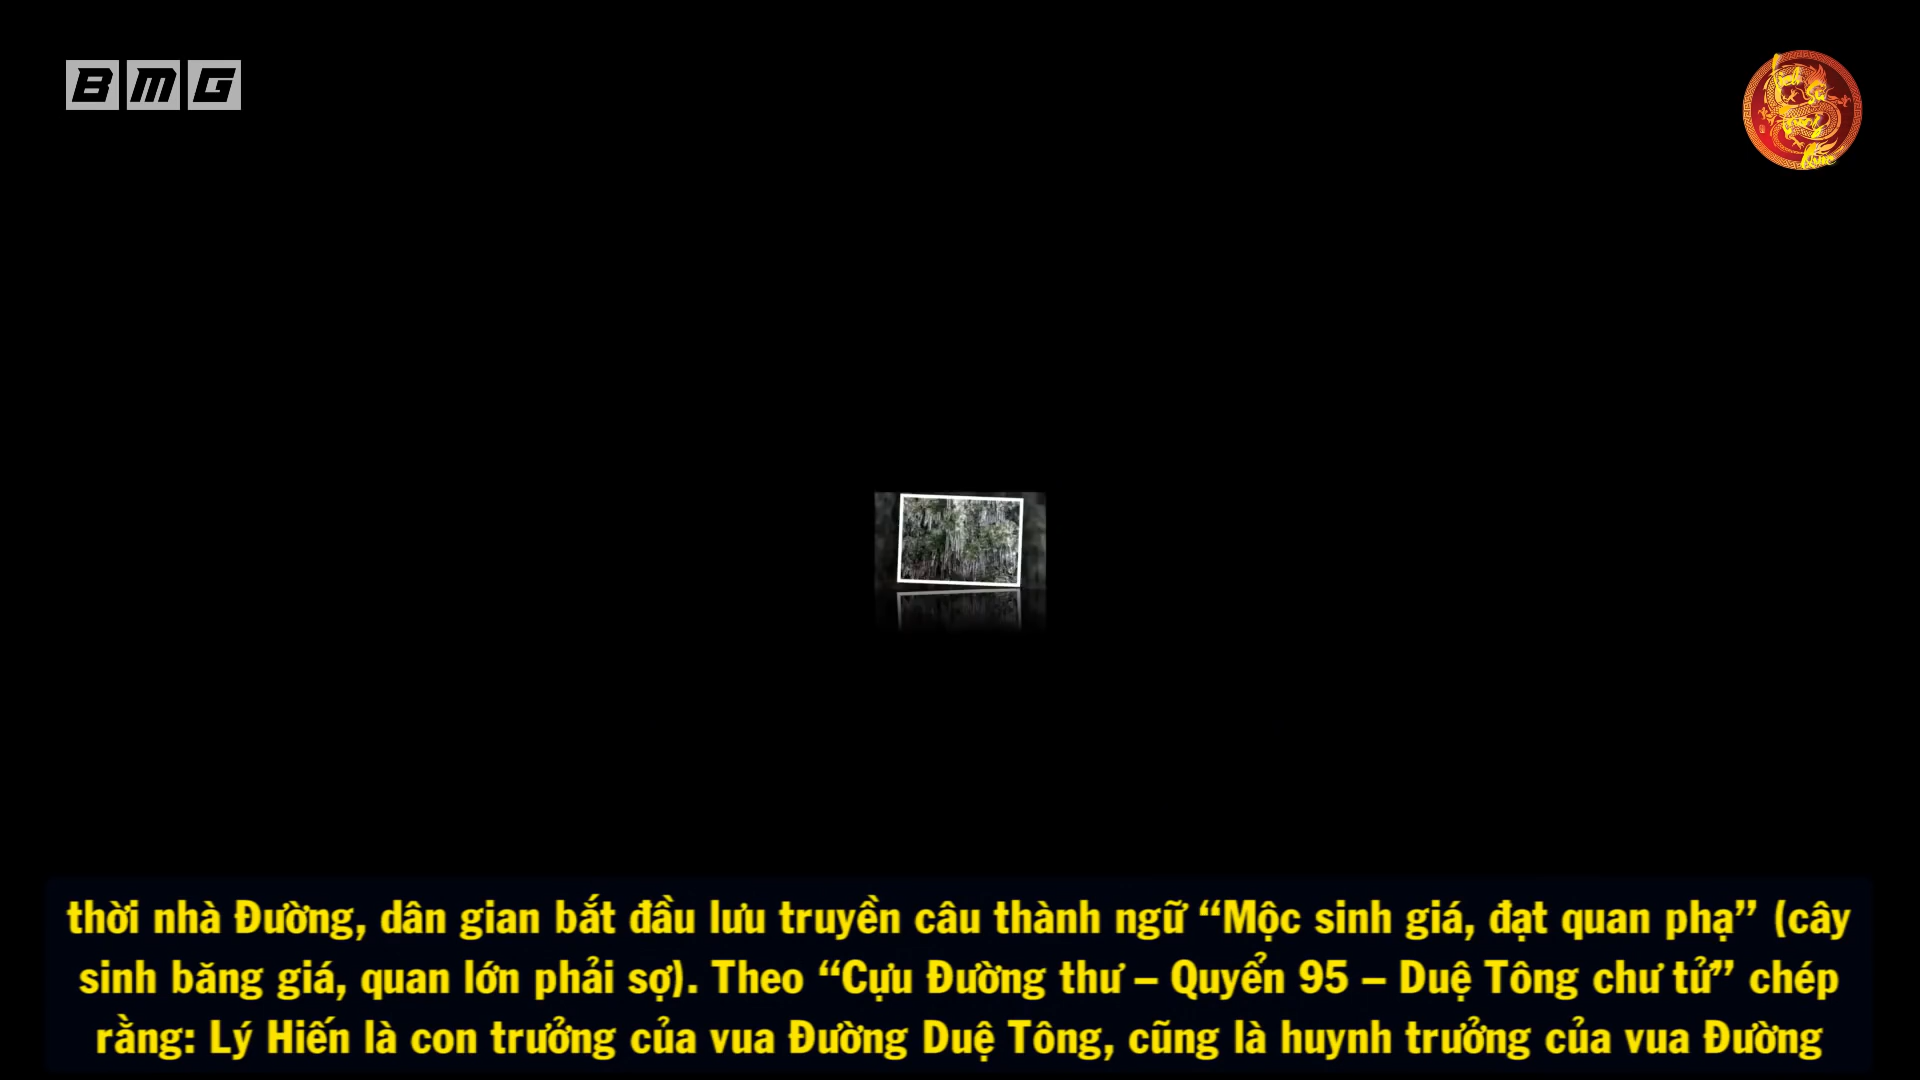 BMG
thời nhà Đường, dân gian bắt đầu lưu truyền câu thành ngữ “Mộc sinh giá, đạt quan phạ” (cây
sinh băng giá, quan lớn phải sợ). Theo “Cựu Đường thư – Quyển 95 – Duệ Tông chư tử” chép
rằng: Lý Hiến là con trưởng của vua Đường Duệ Tông, cũng là huynh trưởng của vua Đường